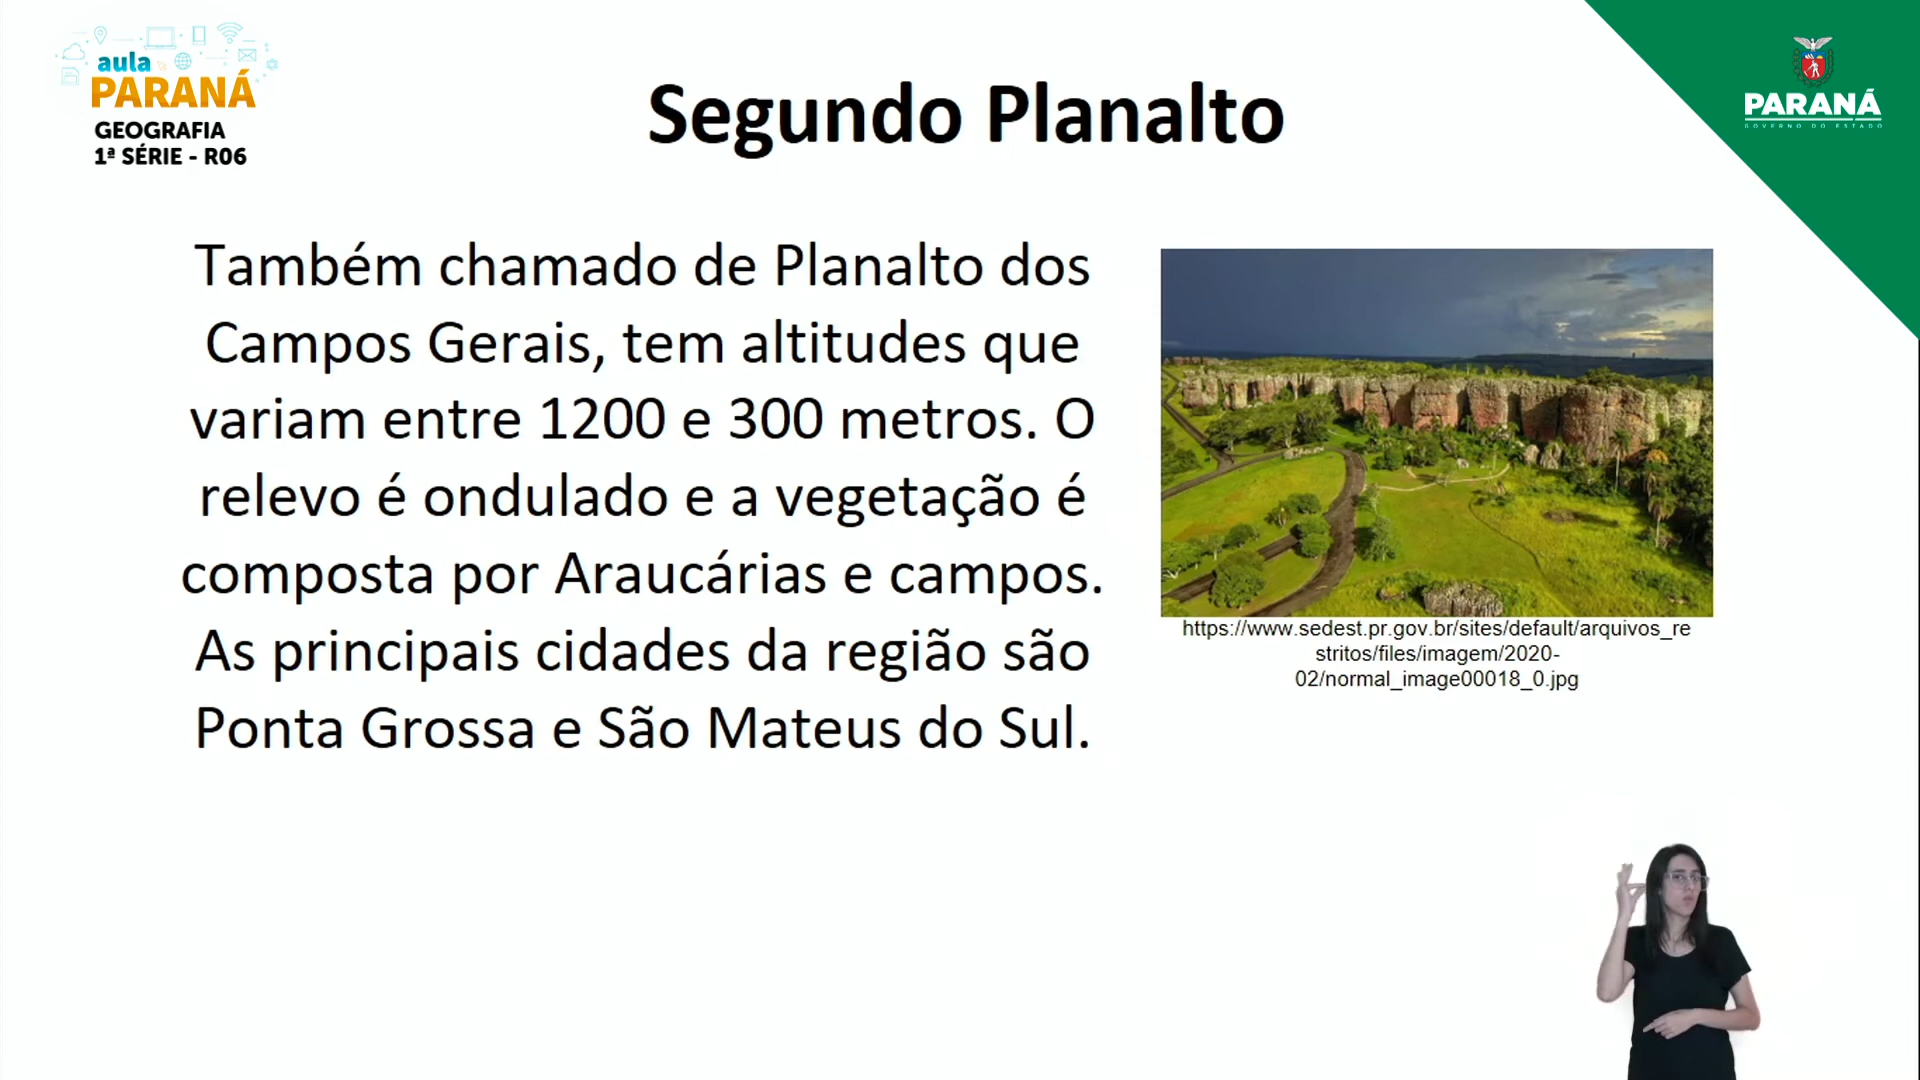 aula
PARANÁ
GEOGRAFIA
1ª SÉRIE - R06
Segundo Planalto
PARANÁ
GOVERNO DO ESTADO
Também chamado de Planalto dos
Campos Gerais, tem altitudes que
variam entre 1200 e 300 metros. O
relevo é ondulado e a vegetação é
composta por Araucárias e campos.
As principais cidades da região são
Ponta Grossa e São Mateus do Sul.
https://www.sedest.pr.gov.br/sites/default/arquivos_re
stritos/files/imagem/2020-
02/normal_image00018_0.jpg